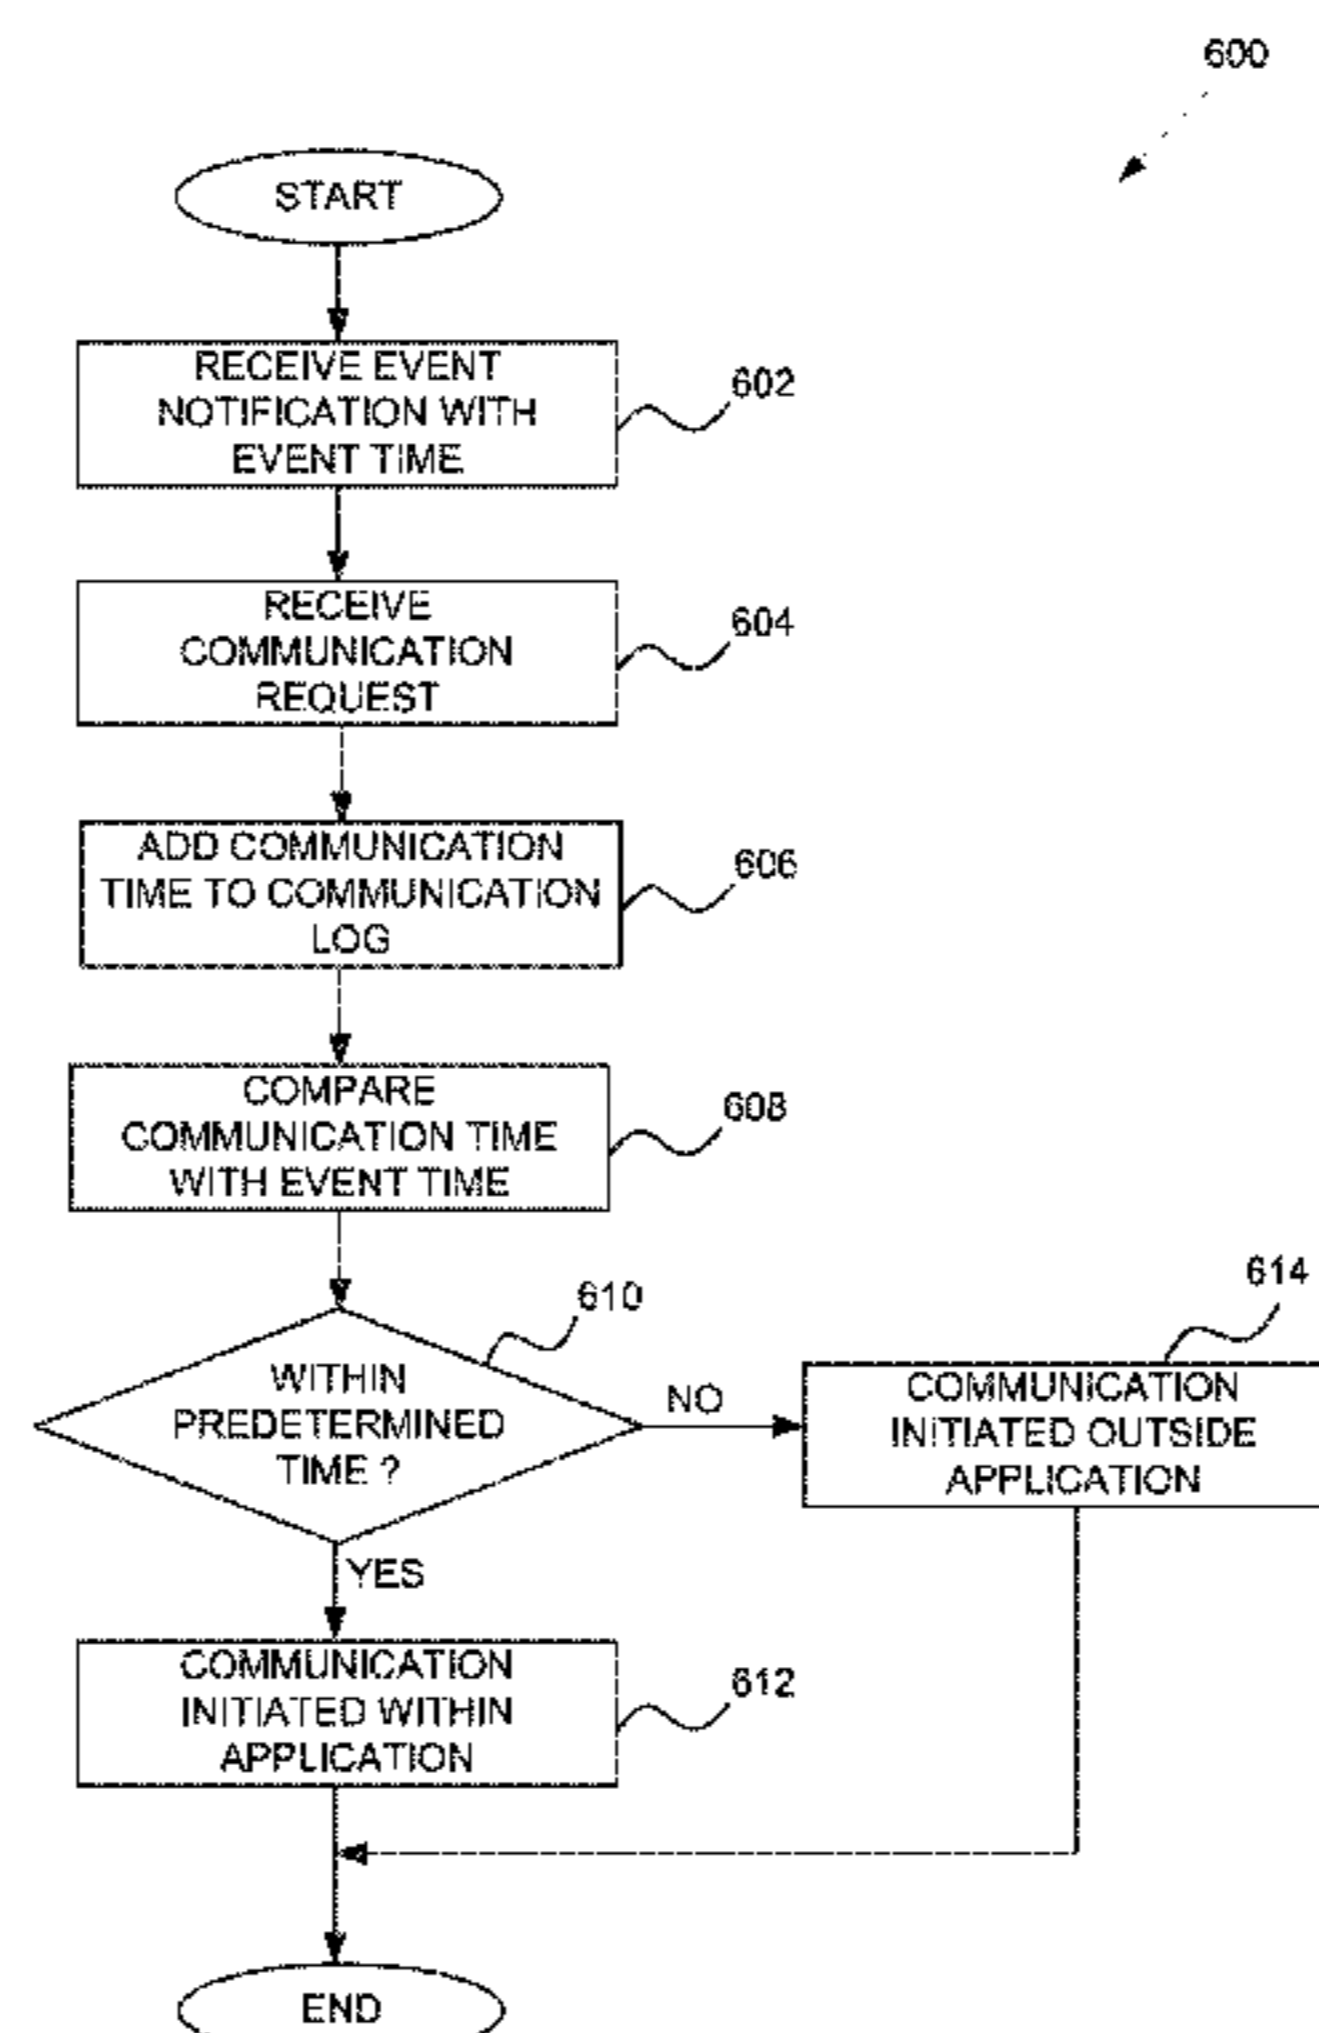 600
START
RECEIVE EVENT
NOTIFICATION WITH
EVENT TIME
602
RECEIVE
COMMUNICATION
REQUEST
604
ADD COMMUNICATION
TIME TO COMMUNICATION
LOG
606
COMPARE
COMMUNICATION TIME
WITH EVENT TIME
608
610
WITHIN
PREDETERMINED
TIME ?
NO
614
COMMUNICATION
INITIATED OUTSIDE
APPLICATION
YES
COMMUNICATION
INITIATED WITHIN
APPLICATION
612
END